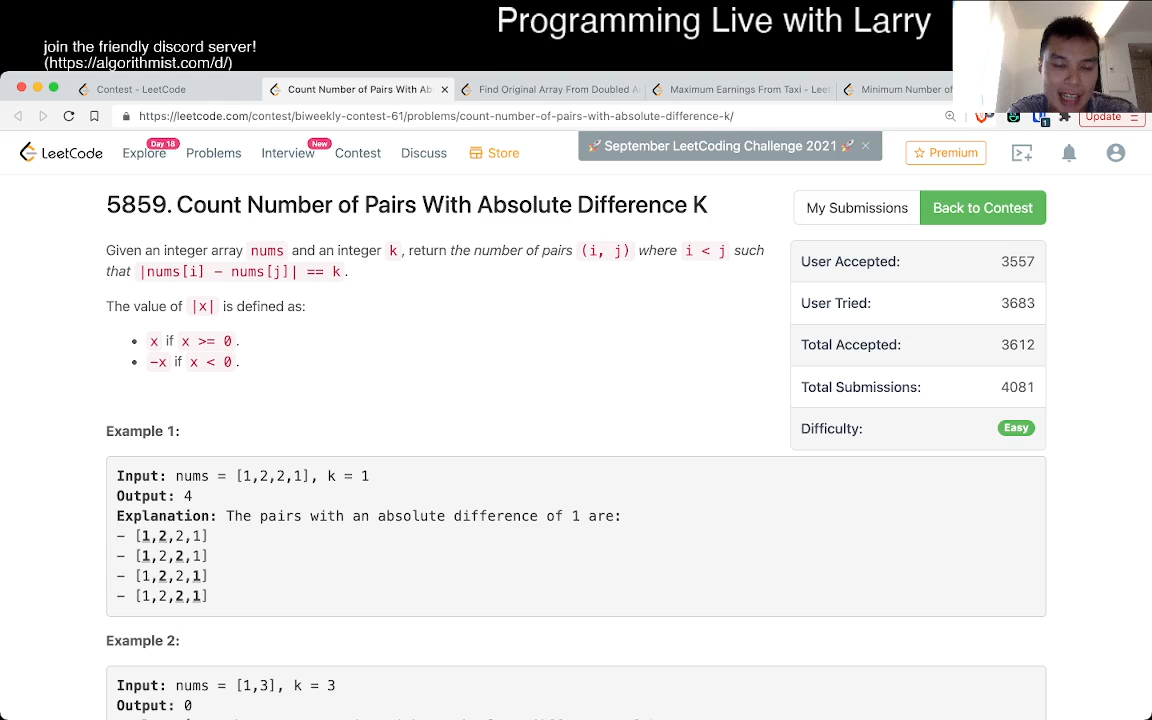 Programming Live with Larry
join the friendly discord server!
(https://algorithmist.com/d/)
Contest - LeetCode
Count Number of Pairs With Ab
Find Original Array From Doubled A
Maximum Earnings From Taxi - Leet
Minimum Number of
https://leetcode.com/contest/biweekly-contest-61/problems/count-number-of-pairs-with-absolute-difference-k/
1
Update
LeetCode
Explore
Day 18
Problems
Interview
New
Contest
Discuss
Store
🚀 September LeetCoding Challenge 2021 🚀 ×
Premium
5859. Count Number of Pairs With Absolute Difference K
My Submissions
Back to Contest
Given an integer array nums and an integer k, return the number of pairs (i, j) where i < j such
that |nums[i] - nums[j]| == k.
The value of |x| is defined as:
• x if x >= 0.
• -x if x < 0.
User Accepted: 3557
User Tried: 3683
Total Accepted: 3612
Total Submissions: 4081
Difficulty: Easy
Example 1:
Input: nums = [1,2,2,1], k = 1
Output: 4
Explanation: The pairs with an absolute difference of 1 are:
- [1,2,2,1]
- [1,2,2,1]
- [1,2,2,1]
- [1,2,2,1]
Example 2:
Input: nums = [1,3], k = 3
Output: 0